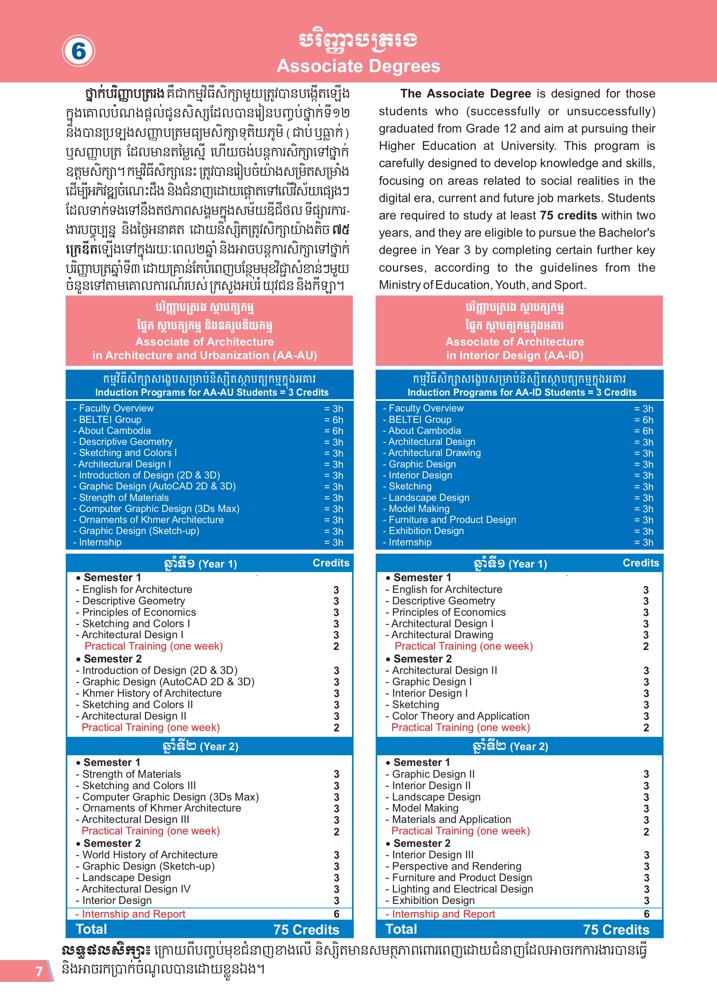 6
បរិញ្ញាបត្ររង
Associate Degrees
ថ្នាក់បរិញ្ញាបត្ររង គឺជាកម្មវិធីសិក្សាមួយត្រូវបានបង្កើតឡើង
ក្នុងគោលបំណងផ្តល់ជូនសិស្សដែលបានរៀនបញ្ចប់ថ្នាក់ទី១២
និងបានប្រឡងសញ្ញាបត្រមធ្យមសិក្សាទុតិយភូមិ (ជាប់ ឬធ្លាក់)
ឬសញ្ញាបត្រ ដែលមានតម្លៃស្មើ ហើយចង់បន្តការសិក្សាទៅថ្នាក់
ឧត្តមសិក្សា។ កម្មវិធីសិក្សានេះ ត្រូវបានរៀបចំយ៉ាងសម្រិតសម្រាំង
ដើម្បីអភិវឌ្ឍចំណេះដឹង និងជំនាញដោយផ្តោតទៅលើវិស័យផ្សេងៗ
ដែលទាក់ទងទៅនឹងតថភាពសង្គមក្នុងសម័យឌីជីថល ទីផ្សារការ-
ងារបច្ចុប្បន្ន និងថ្ងៃអនាគត ដោយនិស្សិតត្រូវសិក្សាយ៉ាងតិច ៧៥
ក្រេឌីតឡើងទៅក្នុងរយៈពេល២ឆ្នាំ និងអាចបន្តការសិក្សាទៅថ្នាក់
បរិញ្ញាបត្រឆ្នាំទី៣ ដោយគ្រាន់តែបំពេញបន្ថែមមុខវិជ្ជាសំខាន់ៗមួយ
ចំនួនទៅតាមគោលការណ៍របស់ក្រសួងអប់រំ យុវជន និងកីឡា។
The Associate Degree is designed for those
students who (successfully or unsuccessfully)
graduated from Grade 12 and aim at pursuing their
Higher Education at University. This program is
carefully designed to develop knowledge and skills,
focusing on areas related to social realities in the
digital era, current and future job markets. Students
are required to study at least 75 credits within two
years, and they are eligible to pursue the Bachelor's
degree in Year 3 by completing certain further key
courses, according to the guidelines from the
Ministry of Education, Youth, and Sport.
បរិញ្ញាបត្ររង ស្ថាបត្យកម្ម
ផ្នែក ស្ថាបត្យកម្ម និងនគរូបនីយកម្ម
Associate of Architecture
in Architecture and Urbanization (AA-AU)
កម្មវិធីសិក្សាសង្ខេបសម្រាប់និស្សិតស្ថាបត្យកម្មក្នុងអគារ
Induction Programs for AA-AU Students = 3 Credits
- Faculty Overview = 3h
- BELTEI Group = 6h
- About Cambodia = 6h
- Descriptive Geometry = 3h
- Sketching and Colors I = 3h
- Architectural Design I = 3h
- Introduction of Design (2D & 3D) = 3h
- Graphic Design (AutoCAD 2D & 3D) = 3h
- Strength of Materials = 3h
- Computer Graphic Design (3Ds Max) = 3h
- Ornaments of Khmer Architecture = 3h
- Graphic Design (Sketch-up) = 3h
- Internship = 3h
ឆ្នាំទី១ (Year 1) Credits
• Semester 1
- English for Architecture 3
- Descriptive Geometry 3
- Principles of Economics 3
- Sketching and Colors I 3
- Architectural Design I 3
Practical Training (one week) 2
• Semester 2
- Introduction of Design (2D & 3D) 3
- Graphic Design (AutoCAD 2D & 3D) 3
- Khmer History of Architecture 3
- Sketching and Colors II 3
- Architectural Design II 3
Practical Training (one week) 2
ឆ្នាំទី២ (Year 2)
• Semester 1
- Strength of Materials 3
- Sketching and Colors III 3
- Computer Graphic Design (3Ds Max) 3
- Ornaments of Khmer Architecture 3
- Architectural Design III 3
Practical Training (one week) 2
• Semester 2
- World History of Architecture 3
- Graphic Design (Sketch-up) 3
- Landscape Design 3
- Architectural Design IV 3
- Interior Design 3
- Internship and Report 6
Total 75 Credits
បរិញ្ញាបត្ររង ស្ថាបត្យកម្ម
ផ្នែក ស្ថាបត្យកម្មក្នុងអគារ
Associate of Architecture
in Interior Design (AA-ID)
កម្មវិធីសិក្សាសង្ខេបសម្រាប់និស្សិតស្ថាបត្យកម្មក្នុងអគារ
Induction Programs for AA-ID Students = 3 Credits
- Faculty Overview = 3h
- BELTEI Group = 6h
- About Cambodia = 6h
- Architectural Design = 3h
- Architectural Drawing = 3h
- Graphic Design = 3h
- Interior Design = 3h
- Sketching = 3h
- Landscape Design = 3h
- Model Making = 3h
- Furniture and Product Design = 3h
- Exhibition Design = 3h
- Internship = 3h
ឆ្នាំទី១ (Year 1) Credits
• Semester 1
- English for Architecture 3
- Descriptive Geometry 3
- Principles of Economics 3
- Architectural Design I 3
- Architectural Drawing 3
Practical Training (one week) 2
• Semester 2
- Architectural Design II 3
- Graphic Design I 3
- Interior Design I 3
- Sketching 3
- Color Theory and Application 3
Practical Training (one week) 2
ឆ្នាំទី២ (Year 2)
• Semester 1
- Graphic Design II 3
- Interior Design II 3
- Landscape Design 3
- Model Making 3
- Materials and Application 3
Practical Training (one week) 2
• Semester 2
- Interior Design III 3
- Perspective and Rendering 3
- Furniture and Product Design 3
- Lighting and Electrical Design 3
- Exhibition Design 3
- Internship and Report 6
Total 75 Credits
លទ្ធផលសិក្សា៖ ក្រោយពីបញ្ចប់មុខជំនាញខាងលើ និស្សិតមានសមត្ថភាពពោរពេញដោយជំនាញដែលអាចរកការងារបានធ្វើ
និងអាចរកប្រាក់ចំណូលបានដោយខ្លួនឯង។
7